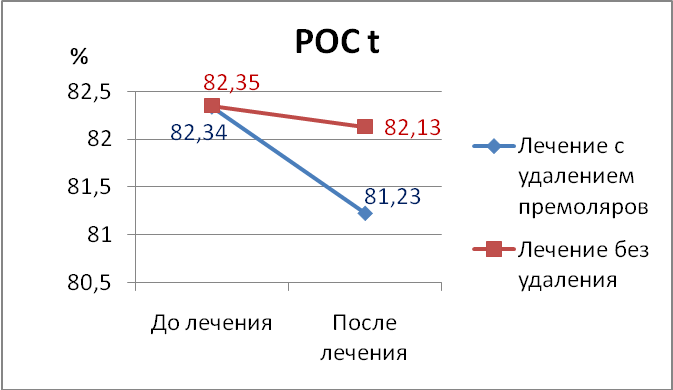 POC t
%
82,5
82
81,5
81
80,5
82,35
82,34
82,13
81,23
До лечения
После
лечения
Лечение с
удалением
премоляров
Лечение без
удаления